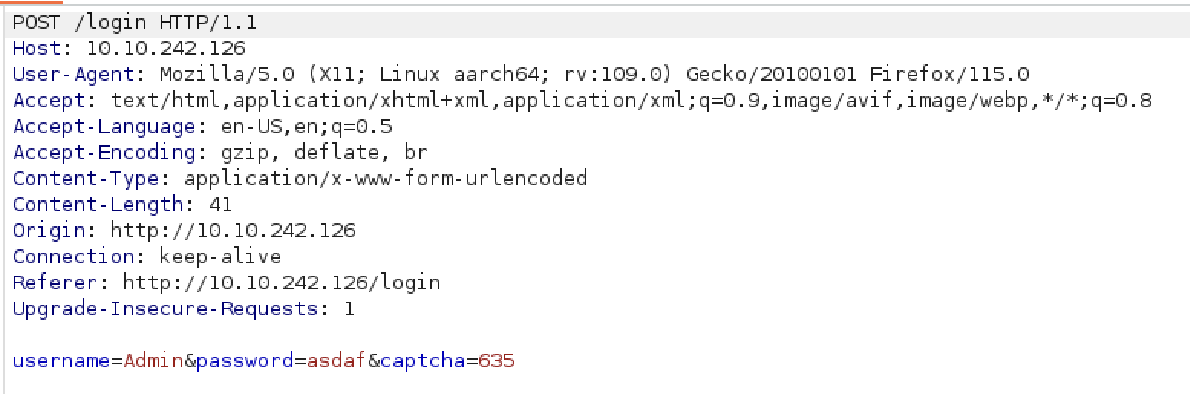 POST /login HTTP/1.1
Host: 10.10.242.126
User-Agent: Mozilla/5.0 (X11; Linux aarch64; rv:109.0) Gecko/20100101 Firefox/115.0
Accept: text/html,application/xhtml+xml,application/xml;q=0.9,image/avif,image/webp,*/*;q=0.8
Accept-Language: en-US,en;q=0.5
Accept-Encoding: gzip, deflate, br
Content-Type: application/x-www-form-urlencoded
Content-Length: 41
Origin: http://10.10.242.126
Connection: keep-alive
Referer: http://10.10.242.126/login
Upgrade-Insecure-Requests: 1
username=Admin&password=asdaf&captcha=635